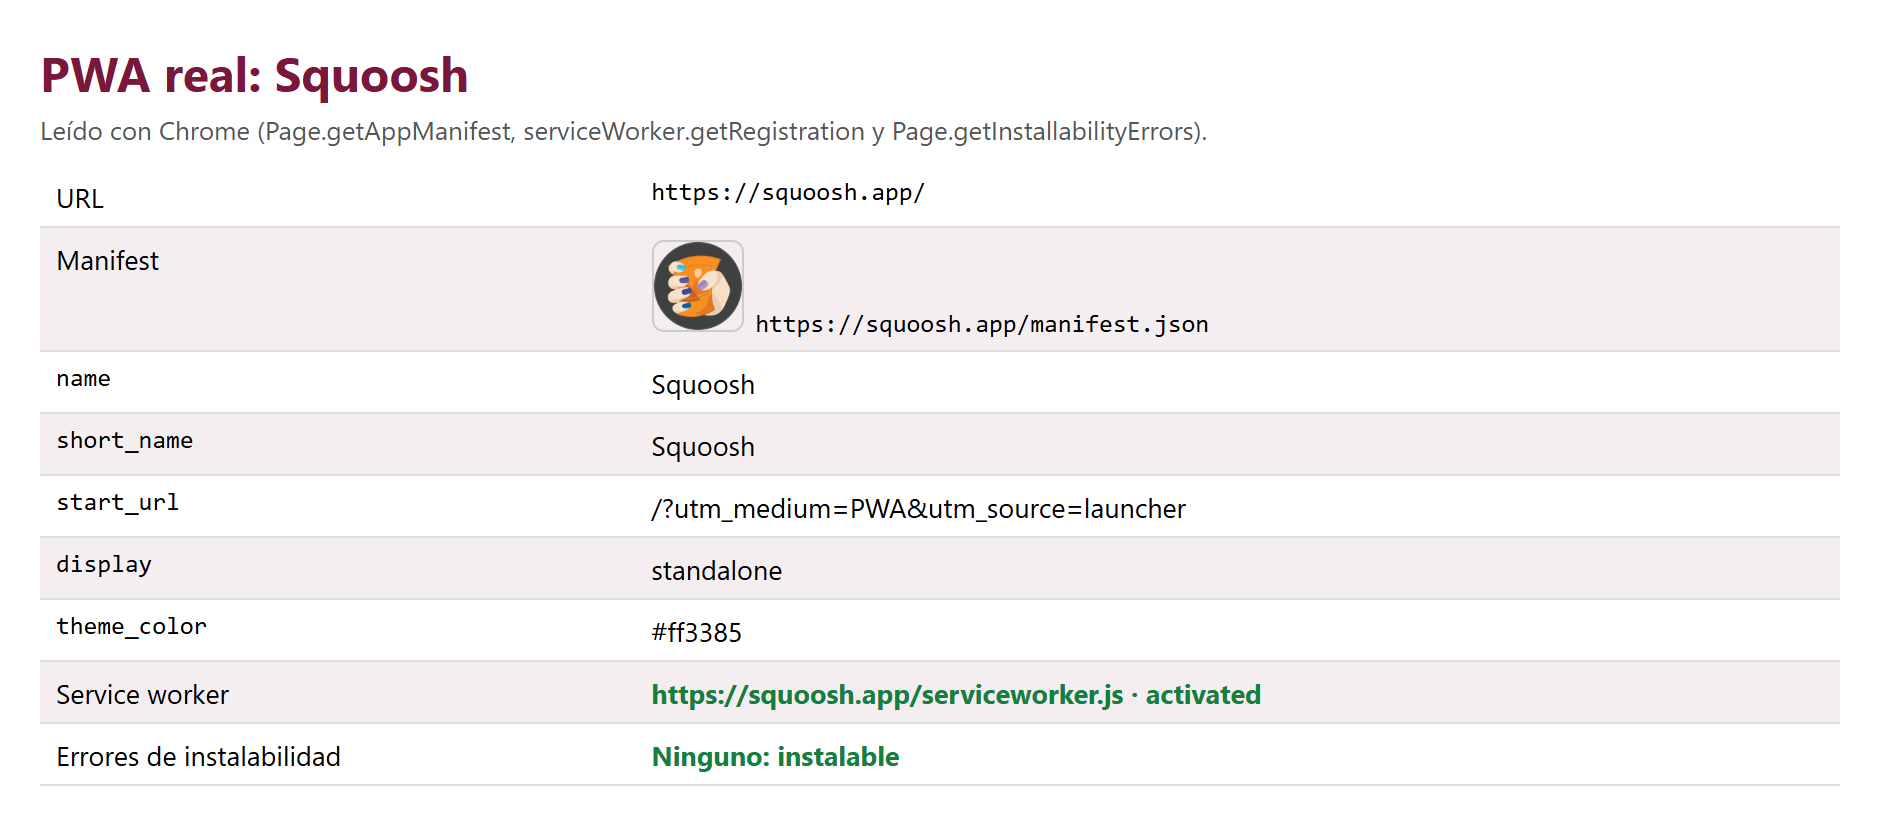 PWA real: Squoosh
Leído con Chrome (Page.getAppManifest, serviceWorker.getRegistration y Page.getInstallabilityErrors).
URL https://squoosh.app/
Manifest https://squoosh.app/manifest.json
name Squoosh
short_name Squoosh
start_url /?utm_medium=PWA&utm_source=launcher
display standalone
theme_color #ff3385
Service worker https://squoosh.app/serviceworker.js · activated
Errores de instalabilidad Ninguno: instalable